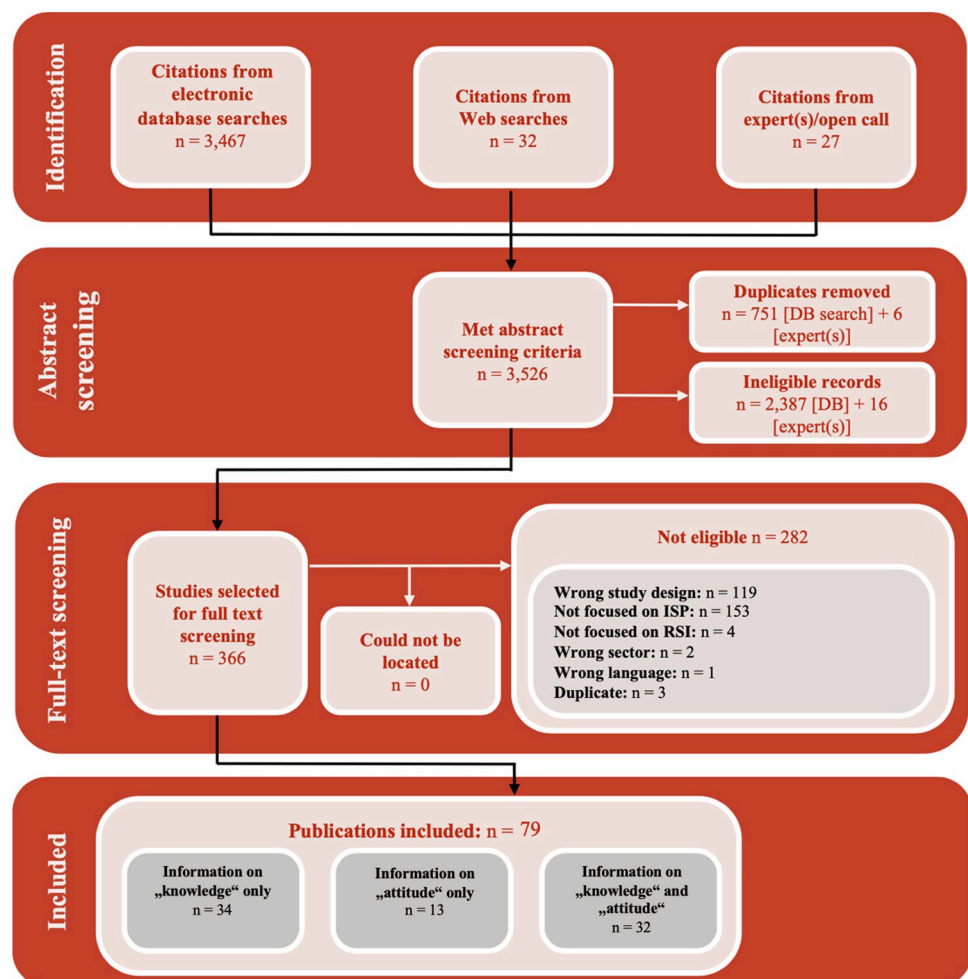 Identification
Citations from
electronic
database searches
n = 3,467
Citations from
Web searches
n = 32
Citations from
expert(s)/open call
n = 27
Abstract
screening
Met abstract
screening criteria
n = 3,526
Duplicates removed
n = 751 [DB search] + 6
[expert(s)]
Ineligible records
n = 2,387 [DB] + 16
[expert(s)]
Full-text screening
Studies selected
for full text
screening
n = 366
Could not be
located
n = 0
Not eligible n = 282
Wrong study design: n = 119
Not focused on ISP: n = 153
Not focused on RSI: n = 4
Wrong sector: n = 2
Wrong language: n = 1
Duplicate: n = 3
Included
Publications included: n = 79
Information on
„knowledge“ only
n = 34
Information on
„attitude“ only
n = 13
Information on
„knowledge“ and
„attitude“
n = 32